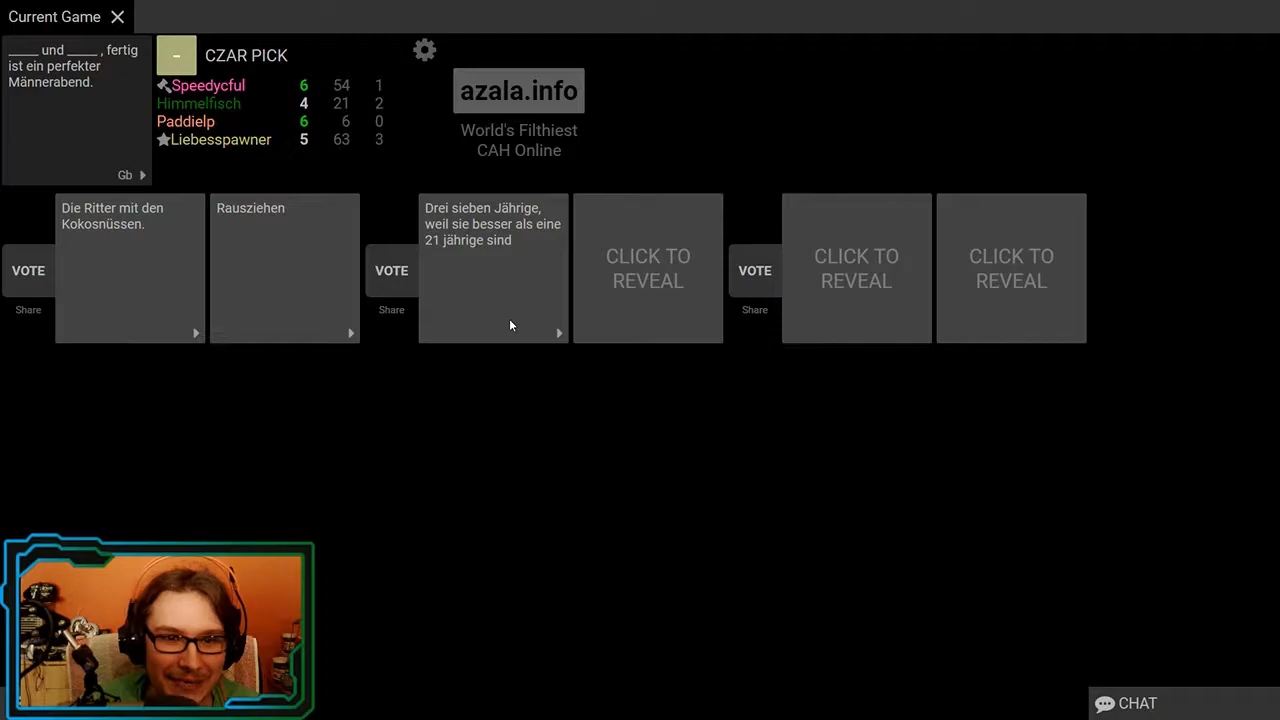 Current Game
_____ und _____ , fertig
ist ein perfekter
Männerabend.
Gb
-
CZAR PICK
Speedycful 6 54 1
Himmelfisch 4 21 2
Paddielp 6 6 0
Liebesspawner 5 63 3
azala.info
World's Filthiest
CAH Online
VOTE
Share
Die Ritter mit den
Kokosnüssen.
Rausziehen
VOTE
Share
Drei sieben Jährige,
weil sie besser als eine
21 jährige sind
CLICK TO
REVEAL
VOTE
Share
CLICK TO
REVEAL
CLICK TO
REVEAL
CHAT